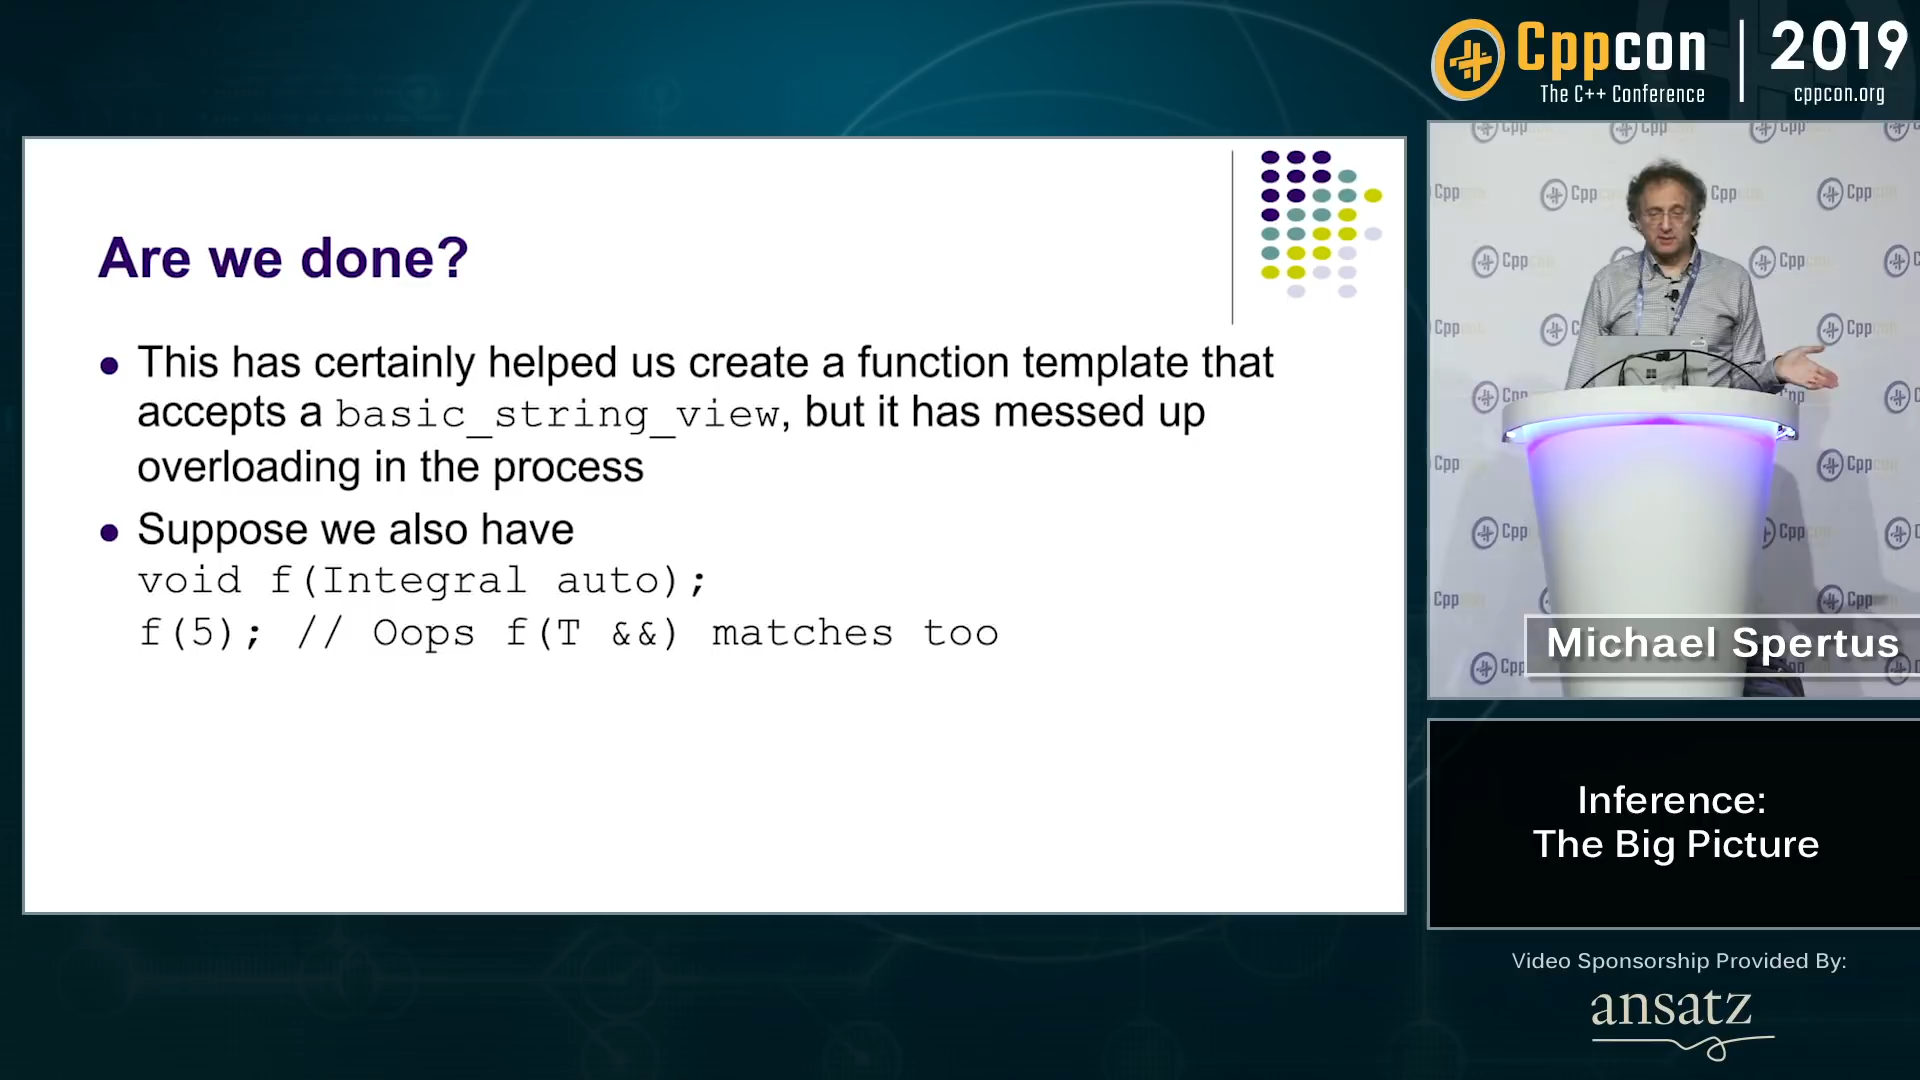 Cppcon
The C++ Conference
2019
cppcon.org
Are we done?
This has certainly helped us create a function template that
accepts a basic_string_view, but it has messed up
overloading in the process
Suppose we also have
void f(Integral auto);
f(5); // Oops f(T &&) matches too
Michael Spertus
Inference:
The Big Picture
Video Sponsorship Provided By:
ansatz